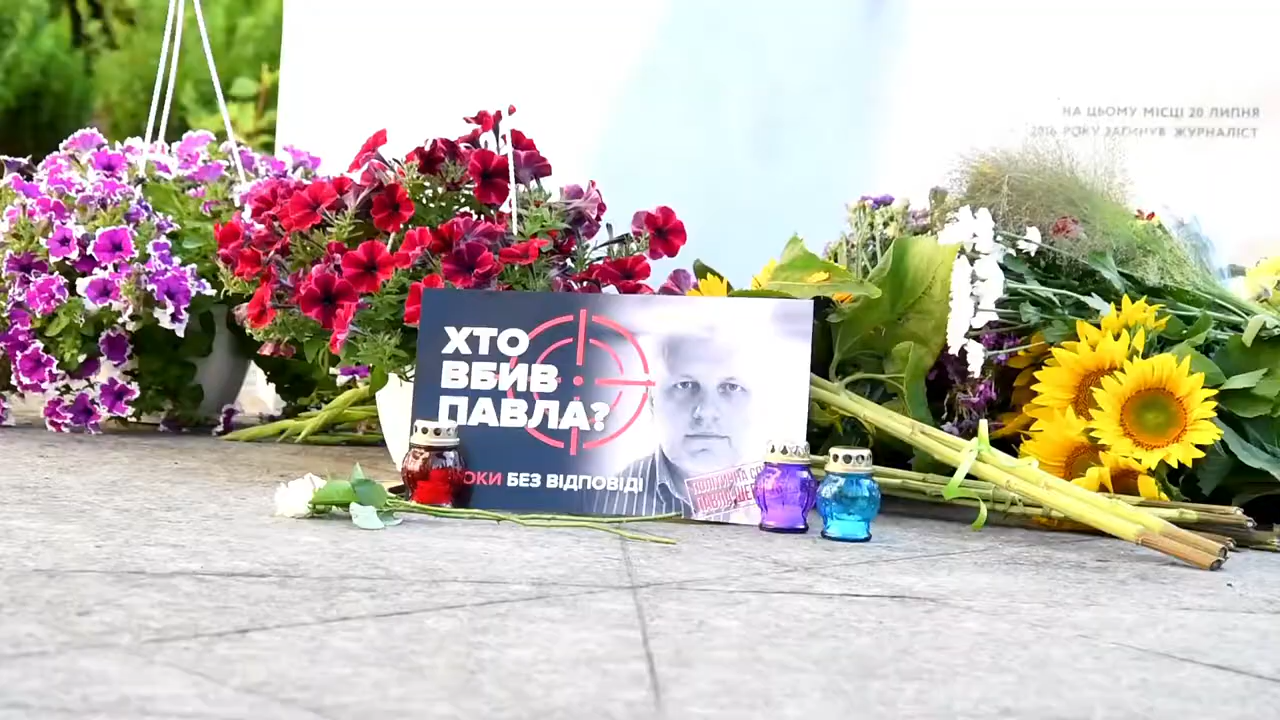 НА ЦЬОМУ МІСЦІ 20 ЛИПНЯ
2016 РОКУ ЗАГИНУВ ЖУРНАЛІСТ
ХТО
ВБИВ
ПАВЛА?
БЕЗ ВІДПОВІДІ